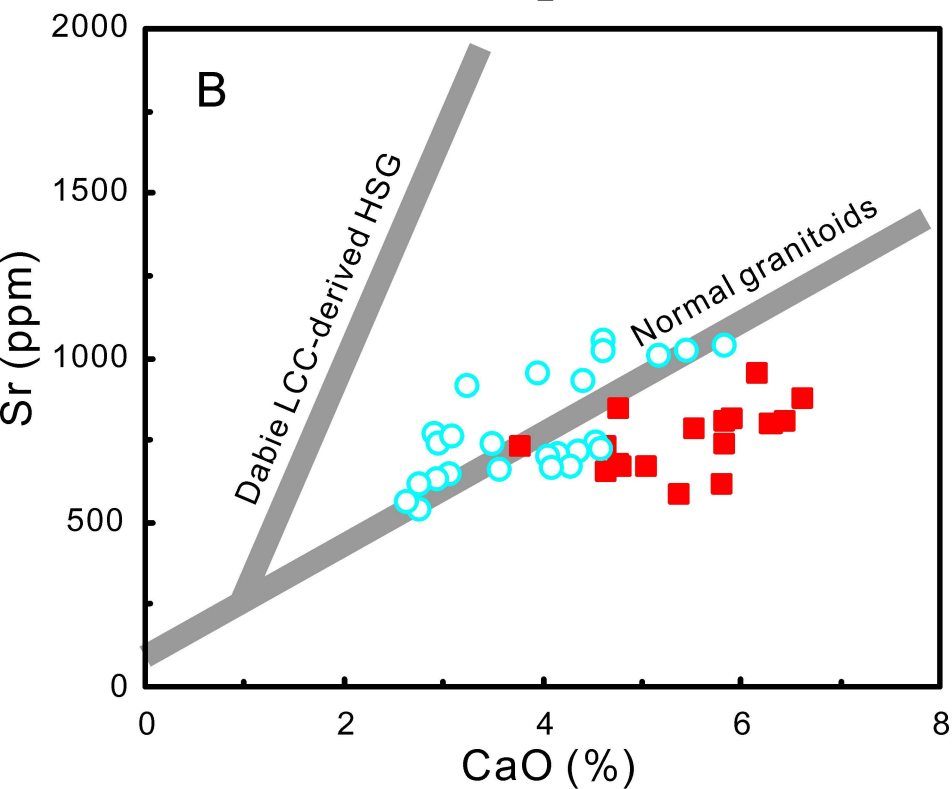 2000
B
1500
1000
500
0
Sr (ppm)
Dabie LCC-derived HSG
Normal granitoids
0 2 4 6 8
CaO (%)